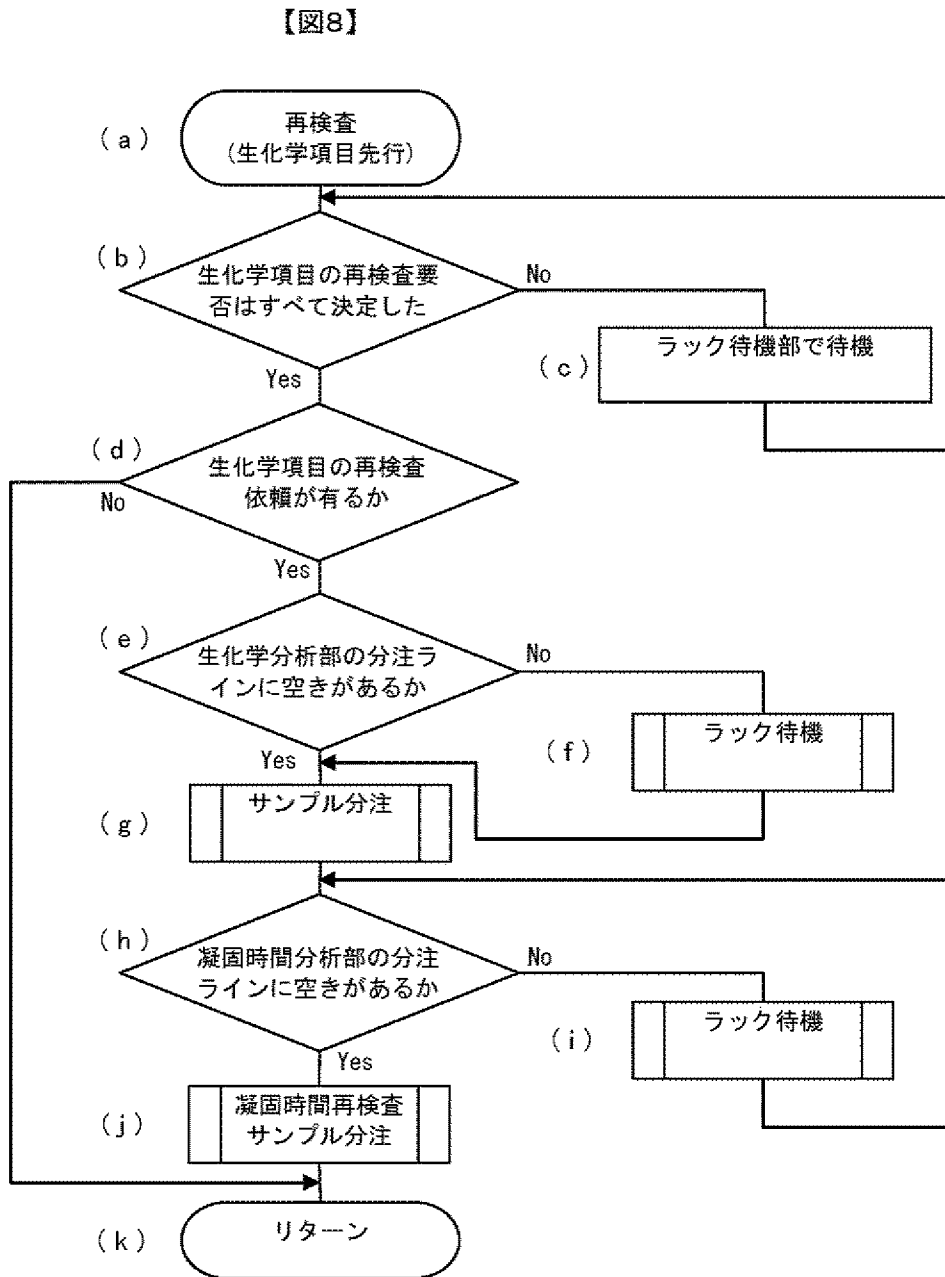 【図8】
(a)
再検査
(生化学項目先行)
(b)
生化学項目の再検査要
否はすべて決定した
No
Yes
(c)
ラック待機部で待機
(d)
生化学項目の再検査
依頼が有るか
No
Yes
(e)
生化学分析部の分注ラ
インに空きがあるか
No
Yes
(f)
ラック待機
(g)
サンプル分注
(h)
凝固時間分析部の分注
ラインに空きがあるか
No
Yes
(i)
ラック待機
(j)
凝固時間再検査
サンプル分注
(k)
リターン